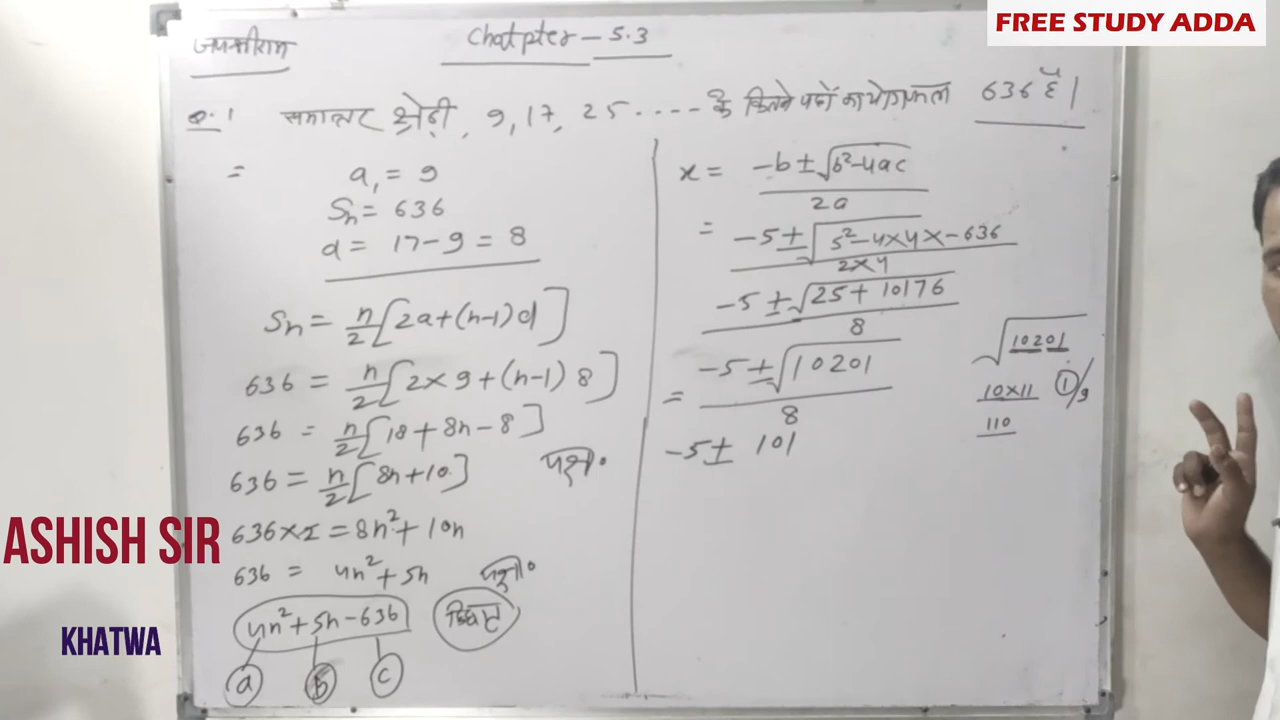 FREE STUDY ADDA
जयश्रीराम
Chatpter - 5.3
Q.1 समान्तर श्रेढ़ी, 9, 17, 25 ..... के कितने पदों का योगफल 636 है।
= a, = 9
Sn = 636
a = 17-9 = 8
Sn = n/2 [2a+(n-1)d]
636 = n/2 [2×9+(n-1)8]
636 = n/2 [18+8n-8]
636 = n/2 [8n+10]
636×2 = 8n²+10n
636 = 4n²+5n
4n²+5n-636
a b c
x = -b±√b²-4ac / 2a
= -5±√5²-4×4×-636 / 2×4
-5±√25+10176 / 8
= -5±√10201 / 8
-5± 101
√10201
10×11 1/9
110
ASHISH SIR
KHATWA